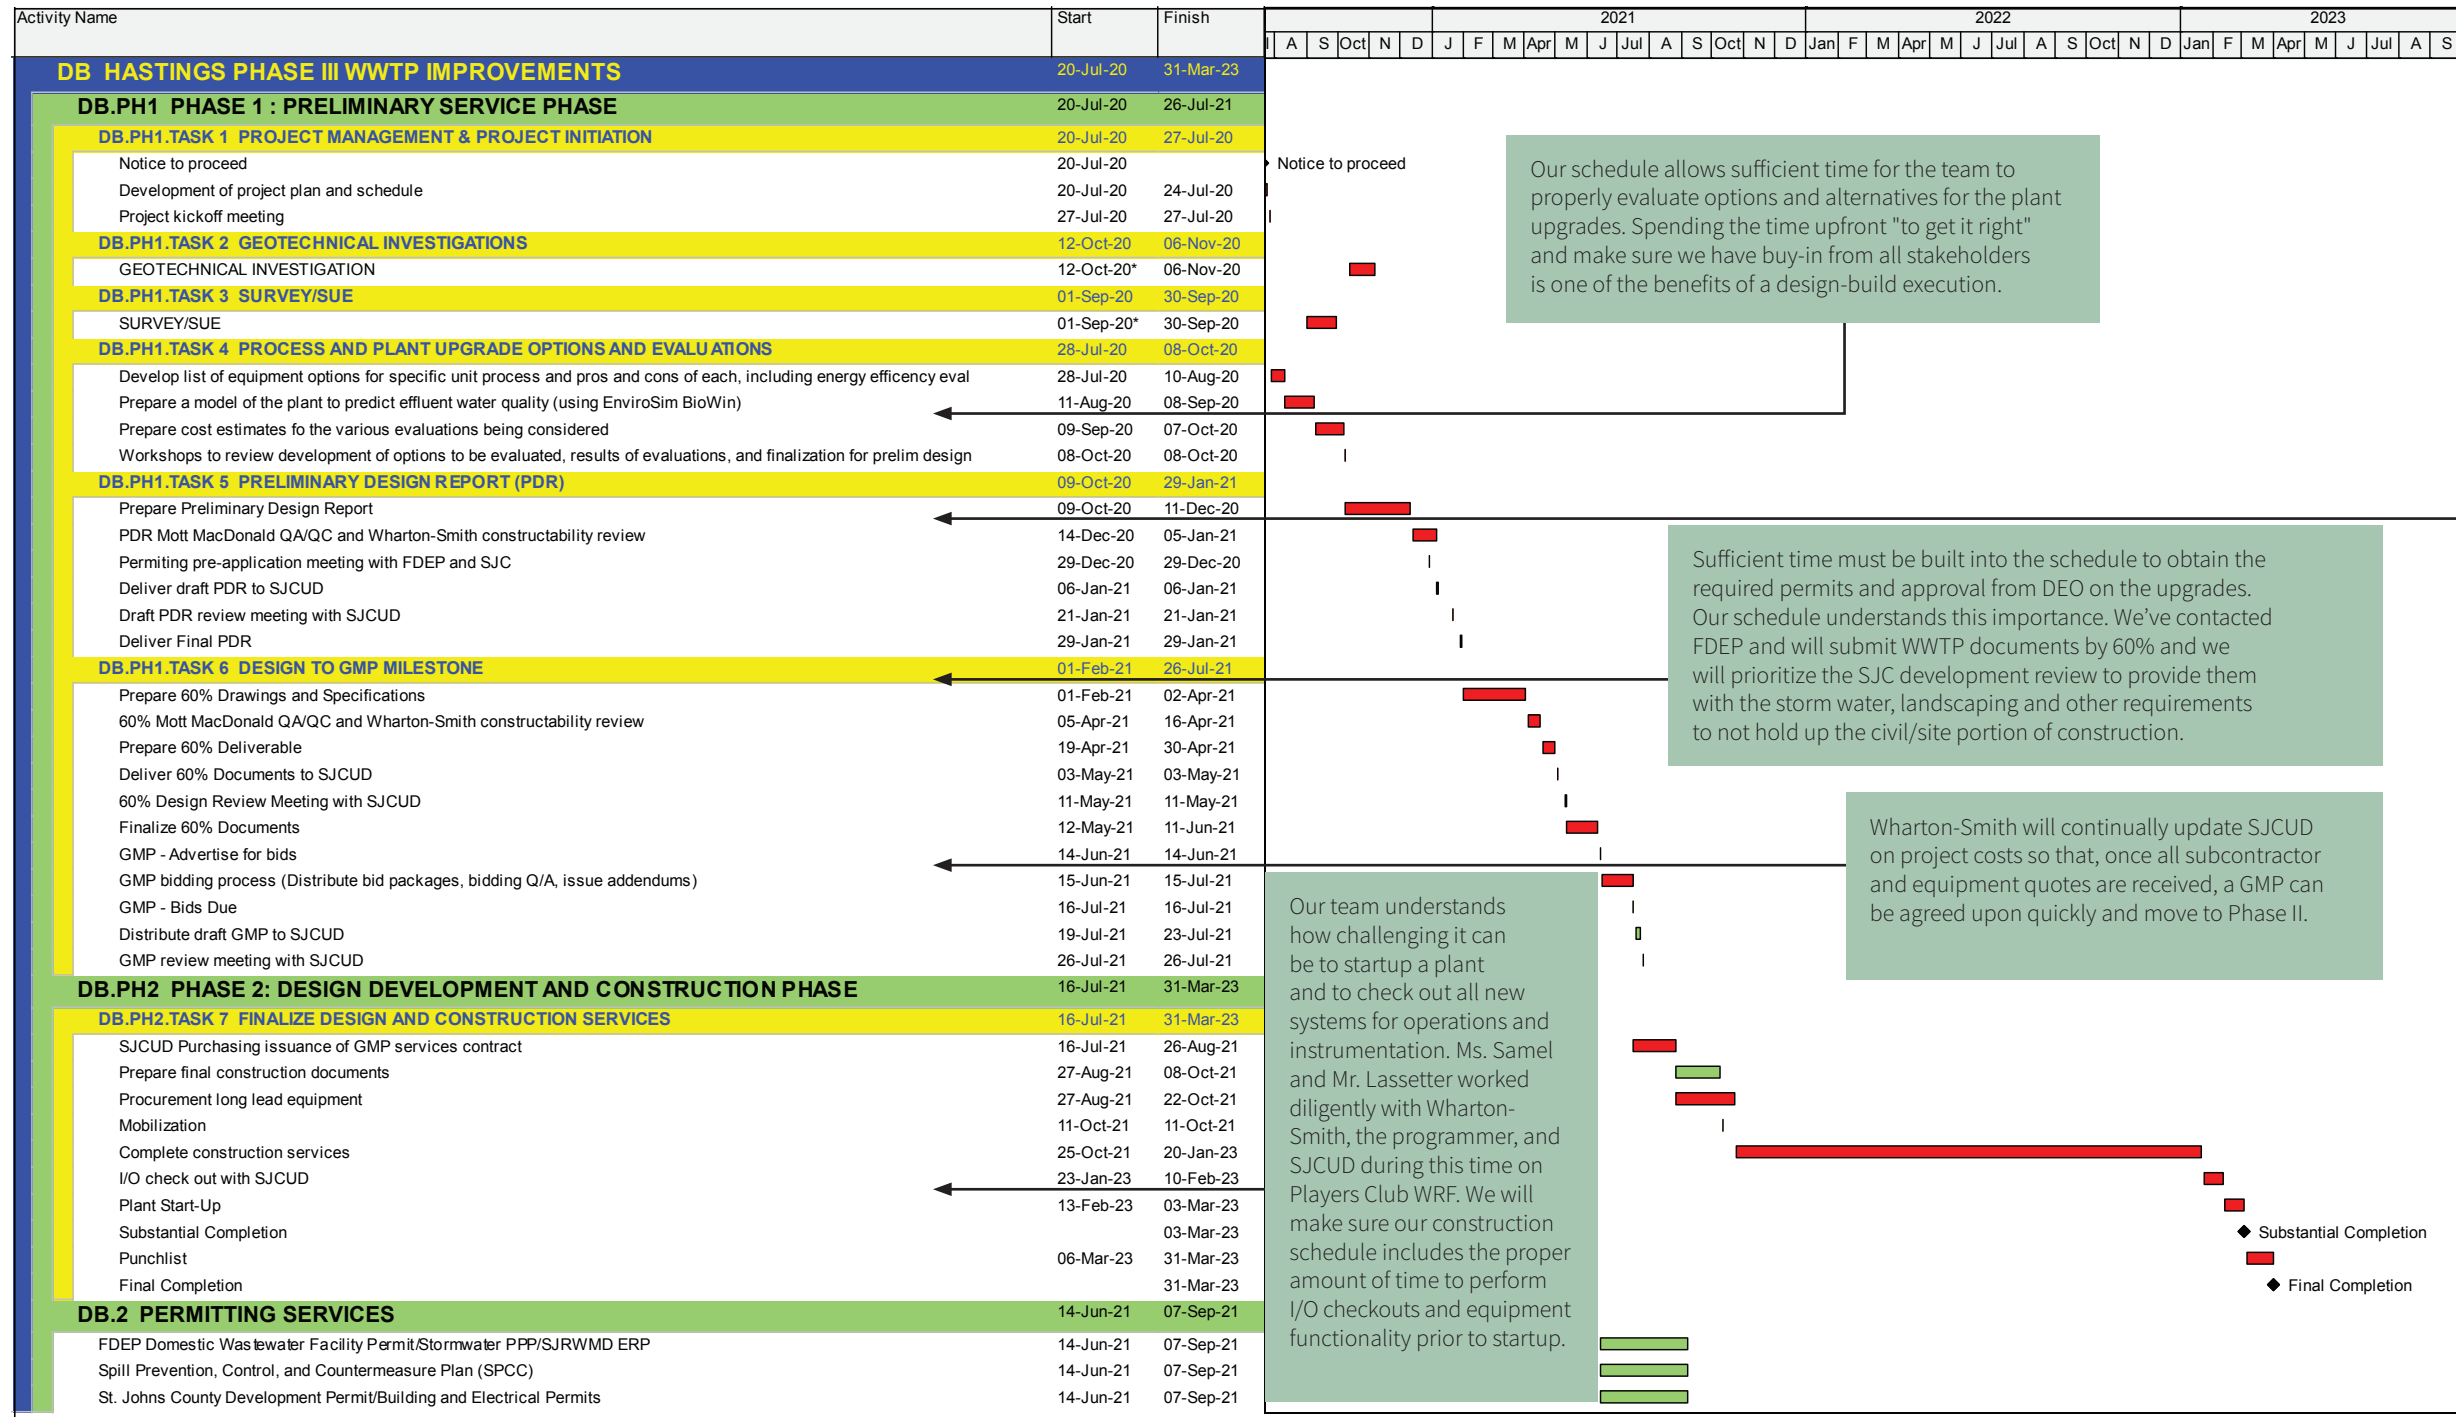 Activity Name Start Finish 2021 2022 2023
A S Oct N D J F M Apr M J Jul A S Oct N D Jan F M Apr M J Jul A S Oct N D Jan F M Apr M J Jul A S
DB HASTINGS PHASE III WWTP IMPROVEMENTS 20-Jul-20 31-Mar-23
DB.PH1 PHASE 1 : PRELIMINARY SERVICE PHASE 20-Jul-20 26-Jul-21
DB.PH1.TASK 1 PROJECT MANAGEMENT & PROJECT INITIATION 20-Jul-20 27-Jul-20
Notice to proceed 20-Jul-20 Notice to proceed
Development of project plan and schedule 20-Jul-20 24-Jul-20
Project kickoff meeting 27-Jul-20 27-Jul-20
DB.PH1.TASK 2 GEOTECHNICAL INVESTIGATIONS 12-Oct-20 06-Nov-20
GEOTECHNICAL INVESTIGATION 12-Oct-20* 06-Nov-20
DB.PH1.TASK 3 SURVEY/SUE 01-Sep-20 30-Sep-20
SURVEY/SUE 01-Sep-20* 30-Sep-20
DB.PH1.TASK 4 PROCESS AND PLANT UPGRADE OPTIONS AND EVALUATIONS 28-Jul-20 08-Oct-20
Develop list of equipment options for specific unit process and pros and cons of each, including energy efficency eval 28-Jul-20 10-Aug-20
Prepare a model of the plant to predict effluent water quality (using EnviroSim BioWin) 11-Aug-20 08-Sep-20
Prepare cost estimates fo the various evaluations being considered 09-Sep-20 07-Oct-20
Workshops to review development of options to be evaluated, results of evaluations, and finalization for prelim design 08-Oct-20 08-Oct-20
DB.PH1.TASK 5 PRELIMINARY DESIGN REPORT (PDR) 09-Oct-20 29-Jan-21
Prepare Preliminary Design Report 09-Oct-20 11-Dec-20
PDR Mott MacDonald QA/QC and Wharton-Smith constructability review 14-Dec-20 05-Jan-21
Permiting pre-application meeting with FDEP and SJC 29-Dec-20 29-Dec-20
Deliver draft PDR to SJCUD 06-Jan-21 06-Jan-21
Draft PDR review meeting with SJCUD 21-Jan-21 21-Jan-21
Deliver Final PDR 29-Jan-21 29-Jan-21
DB.PH1.TASK 6 DESIGN TO GMP MILESTONE 01-Feb-21 26-Jul-21
Prepare 60% Drawings and Specifications 01-Feb-21 02-Apr-21
60% Mott MacDonald QA/QC and Wharton-Smith constructability review 05-Apr-21 16-Apr-21
Prepare 60% Deliverable 19-Apr-21 30-Apr-21
Deliver 60% Documents to SJCUD 03-May-21 03-May-21
60% Design Review Meeting with SJCUD 11-May-21 11-May-21
Finalize 60% Documents 12-May-21 11-Jun-21
GMP - Advertise for bids 14-Jun-21 14-Jun-21
GMP bidding process (Distribute bid packages, bidding Q/A, issue addendums) 15-Jun-21 15-Jul-21
GMP - Bids Due 16-Jul-21 16-Jul-21
Distribute draft GMP to SJCUD 19-Jul-21 23-Jul-21
GMP review meeting with SJCUD 26-Jul-21 26-Jul-21
DB.PH2 PHASE 2: DESIGN DEVELOPMENT AND CONSTRUCTION PHASE 16-Jul-21 31-Mar-23
DB.PH2.TASK 7 FINALIZE DESIGN AND CONSTRUCTION SERVICES 16-Jul-21 31-Mar-23
SJCUD Purchasing issuance of GMP services contract 16-Jul-21 26-Aug-21
Prepare final construction documents 27-Aug-21 08-Oct-21
Procurement long lead equipment 27-Aug-21 22-Oct-21
Mobilization 11-Oct-21 11-Oct-21
Complete construction services 25-Oct-21 20-Jan-23
I/O check out with SJCUD 23-Jan-23 10-Feb-23
Plant Start-Up 13-Feb-23 03-Mar-23
Substantial Completion 03-Mar-23 Substantial Completion
Punchlist 06-Mar-23 31-Mar-23
Final Completion 31-Mar-23 Final Completion
DB.2 PERMITTING SERVICES 14-Jun-21 07-Sep-21
FDEP Domestic Wastewater Facility Permit/Stormwater PPP/SJRWMD ERP 14-Jun-21 07-Sep-21
Spill Prevention, Control, and Countermeasure Plan (SPCC) 14-Jun-21 07-Sep-21
St. Johns County Development Permit/Building and Electrical Permits 14-Jun-21 07-Sep-21
Our schedule allows sufficient time for the team to
properly evaluate options and alternatives for the plant
upgrades. Spending the time upfront "to get it right"
and make sure we have buy-in from all stakeholders
is one of the benefits of a design-build execution.
Sufficient time must be built into the schedule to obtain the
required permits and approval from DEO on the upgrades.
Our schedule understands this importance. We've contacted
FDEP and will submit WWTP documents by 60% and we
will prioritize the SJC development review to provide them
with the storm water, landscaping and other requirements
to not hold up the civil/site portion of construction.
Wharton-Smith will continually update SJCUD
on project costs so that, once all subcontractor
and equipment quotes are received, a GMP can
be agreed upon quickly and move to Phase II.
Our team understands
how challenging it can
be to startup a plant
and to check out all new
systems for operations and
instrumentation. Ms. Samel
and Mr. Lassetter worked
diligently with Wharton-
Smith, the programmer, and
SJCUD during this time on
Players Club WRF. We will
make sure our construction
schedule includes the proper
amount of time to perform
I/O checkouts and equipment
functionality prior to startup.